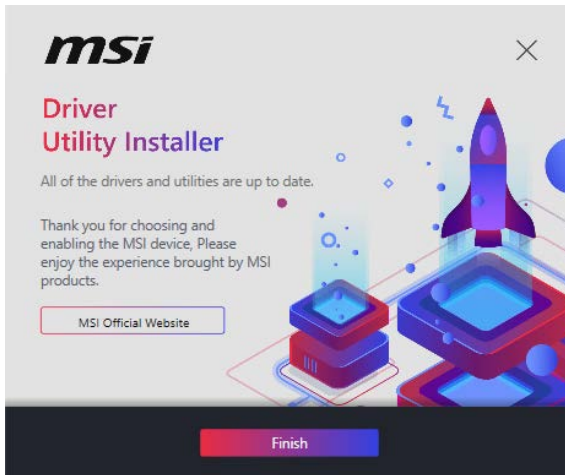 msi
Driver
Utility Installer
All of the drivers and utilities are up to date.
Thank you for choosing and
enabling the MSI device, Please
enjoy the experience brought by MSI
products.
MSI Official Website
Finish